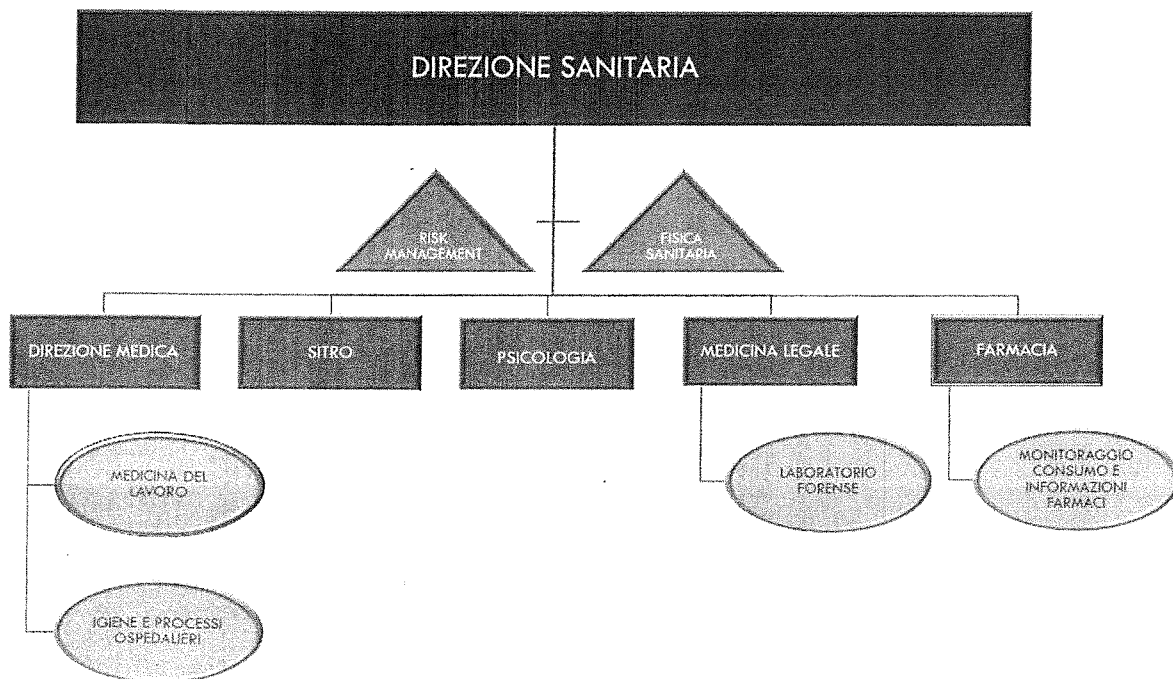 DIREZIONE SANITARIA
RISK
MANAGEMENT
FISICA
SANITARIA
DIREZIONE MEDICA
SITRO
PSICOLOGIA
MEDICINA LEGALE
FARMACIA
MEDICINA DEL
LAVORO
LABORATORIO
FORENSE
MONITORAGGIO
CONSUMO E
INFORMAZIONI
FARMACI
IGIENE E PROCESSI
OSPEDALIERI